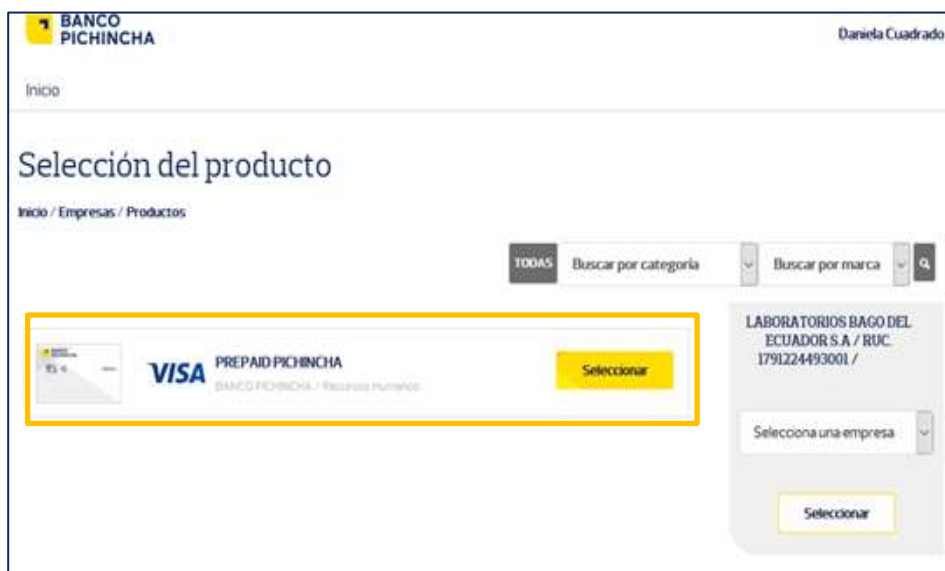 BANCO
PICHINCHA
Daniela Cuadrado
Inicio
Selección del producto
Inicio / Empresas / Productos
TODAS Buscar por categoría Buscar por marca
LABORATORIOS BAGO DEL
ECUADOR S.A / RUC.
1791224493001 /
VISA PREPAID PICHINCHA
BANCO PICHINCHA / Recursos Humanos
Seleccionar
Selecciona una empresa
Seleccionar